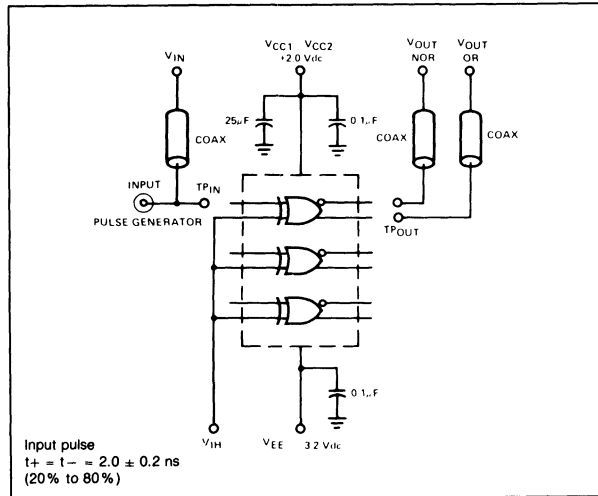 VIN
VCC1 VCC2
+2.0 Vdc
VOUT
NOR
VOUT
OR
25µF
0.1µF
COAX
COAX
COAX
INPUT
TPIN
PULSE GENERATOR
TPOUT
0.1µF
VIH
VEE 3.2 Vdc
Input pulse
t+ = t− = 2.0 ± 0.2 ns
(20% to 80%)